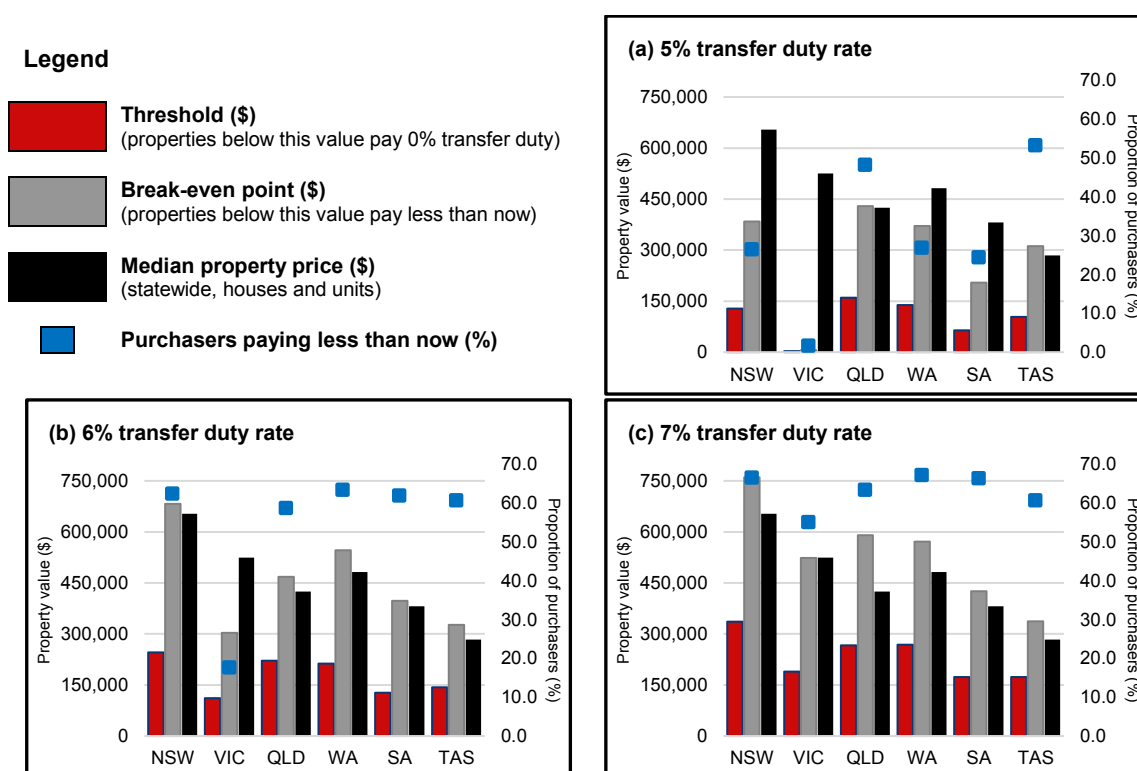 Legend
Threshold ($)
(properties below this value pay 0% transfer duty)
Break-even point ($)
(properties below this value pay less than now)
Median property price ($)
(statewide, houses and units)
Purchasers paying less than now (%)
(a) 5% transfer duty rate
Property value ($)
750,000
600,000
450,000
300,000
150,000
0
70.0
60.0
50.0
40.0
30.0
20.0
10.0
0.0
Proportion of purchasers (%)
NSW VIC QLD WA SA TAS
(b) 6% transfer duty rate
Property value ($)
750,000
600,000
450,000
300,000
150,000
0
70.0
60.0
50.0
40.0
30.0
20.0
10.0
0.0
Proportion of purchasers (%)
NSW VIC QLD WA SA TAS
(c) 7% transfer duty rate
Property value ($)
750,000
600,000
450,000
300,000
150,000
0
70.0
60.0
50.0
40.0
30.0
20.0
10.0
0.0
Proportion of purchasers (%)
NSW VIC QLD WA SA TAS